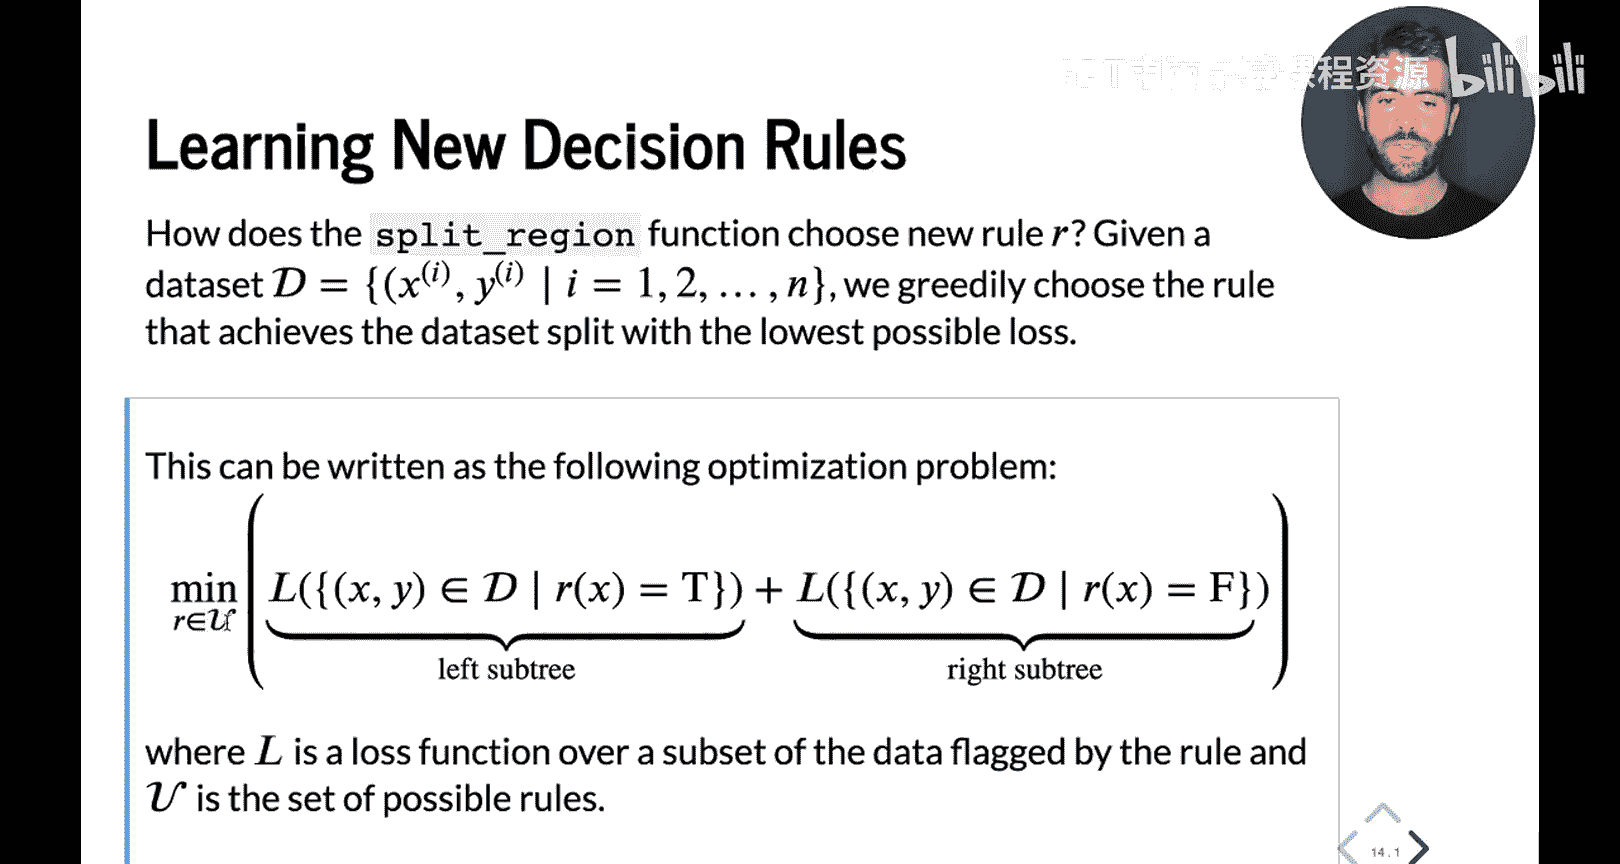 程资源 bilibili
Learning New Decision Rules
How does the split_region function choose new rule r? Given a
dataset 𝒟 = {(x⁽ⁱ⁾, y⁽ⁱ⁾ | i = 1, 2, … , n}, we greedily choose the rule
that achieves the dataset split with the lowest possible loss.
This can be written as the following optimization problem:
min r∈𝒰 ( L({(x, y) ∈ 𝒟 | r(x) = T}) + L({(x, y) ∈ 𝒟 | r(x) = F}) )
left subtree right subtree
where L is a loss function over a subset of the data flagged by the rule and
𝒰 is the set of possible rules.
14.1